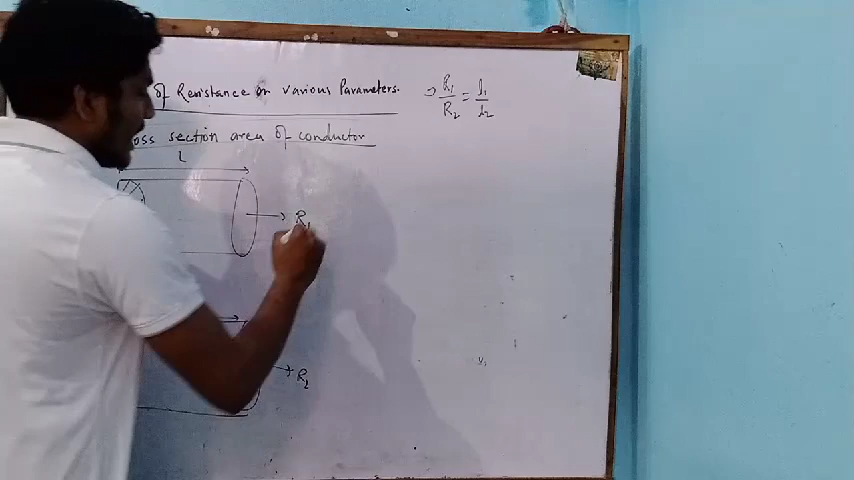 of Resistance on various Parameters.
⇒ R₁/R₂ = l₁/l₂
oss section area of conductor
L
R₁
R₂